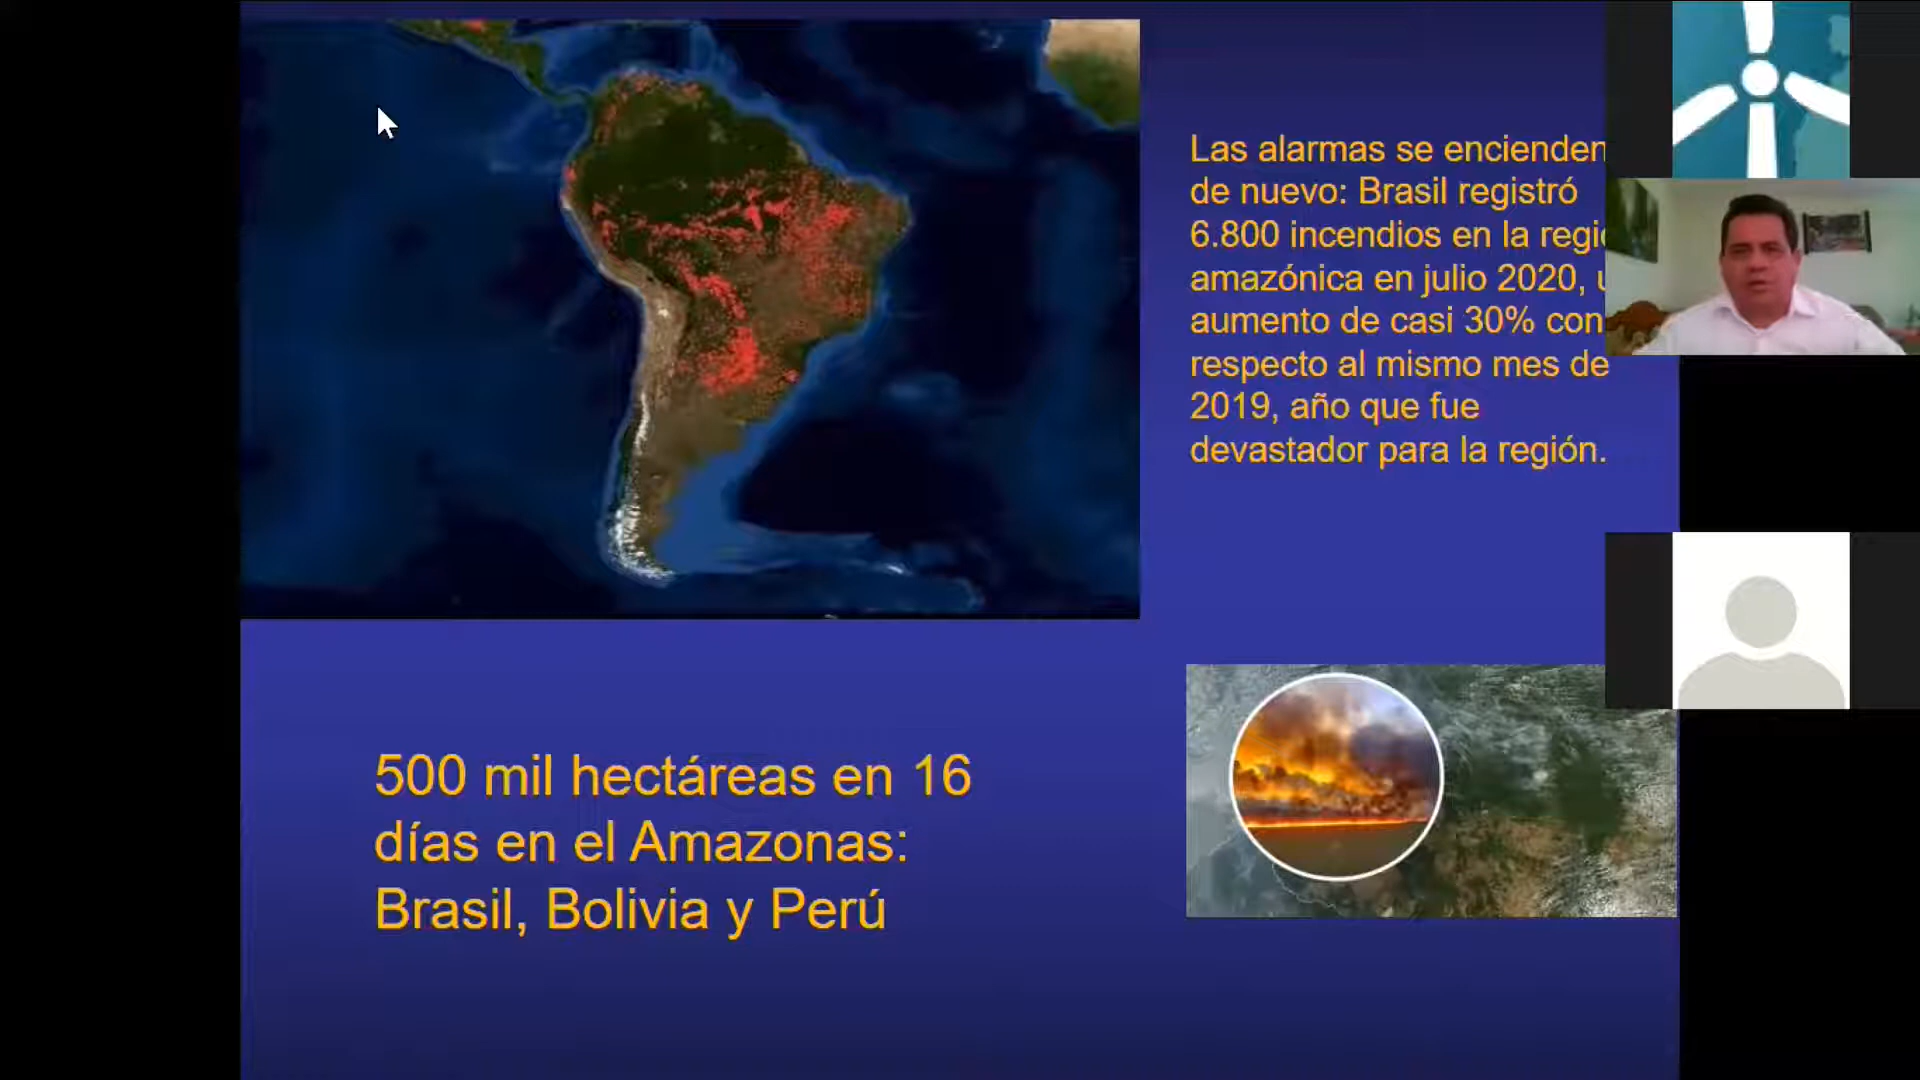 Las alarmas se encienden
de nuevo: Brasil registró
6.800 incendios en la
amazónica en julio 2020,
aumento de casi 30% con
respecto al mismo mes de
2019, año que fue
devastador para la región.
500 mil hectáreas en 16
días en el Amazonas:
Brasil, Bolivia y Perú